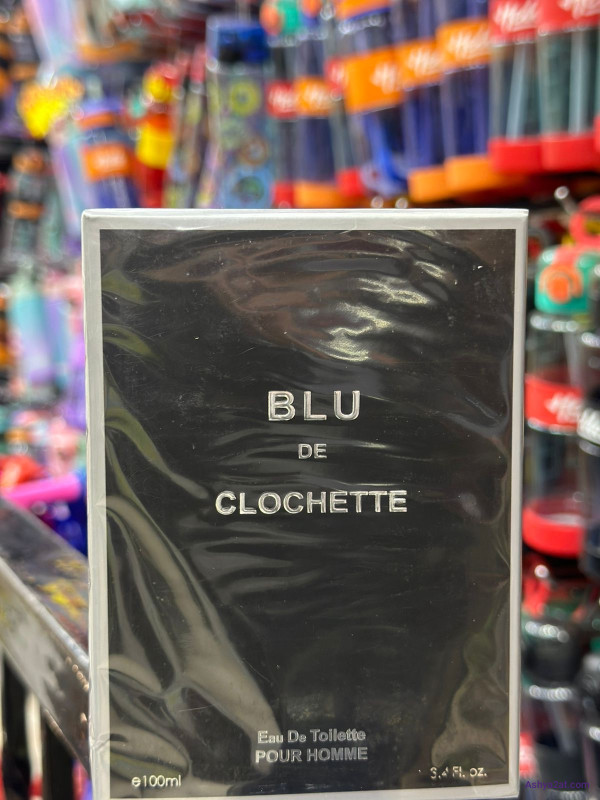 BLU
DE
CLOCHETTE
Eau De Toilette
POUR HOMME
e100ml
3.4 Fl. oz.